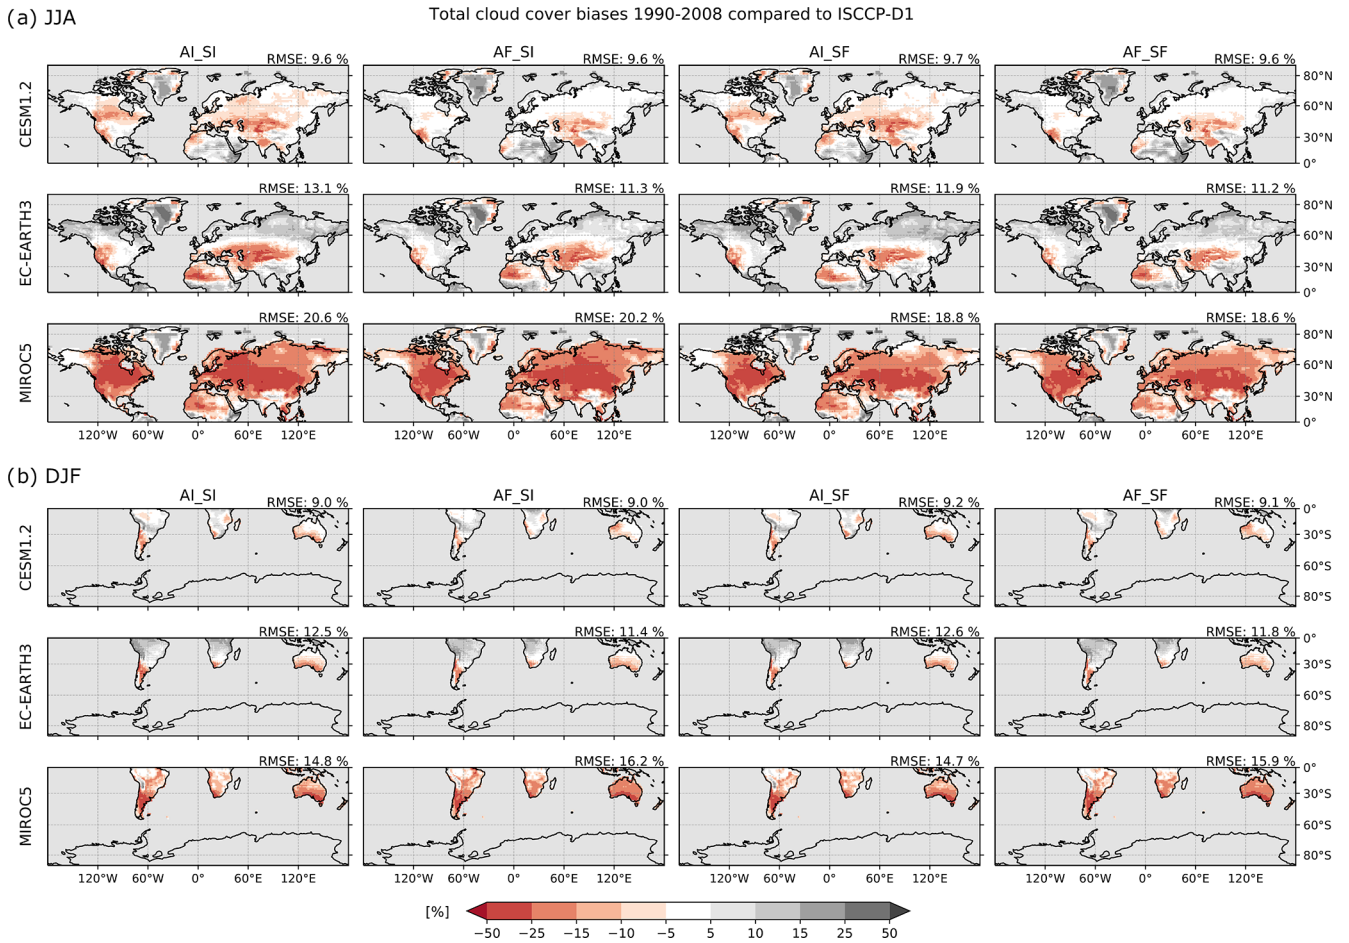 (a) JJA
Total cloud cover biases 1990-2008 compared to ISCCP-D1
AI_SI AF_SI AI_SF AF_SF
RMSE: 9.6 % RMSE: 9.6 % RMSE: 9.7 % RMSE: 9.6 %
CESM1.2
80°N
60°N
30°N
0°
RMSE: 13.1 % RMSE: 11.3 % RMSE: 11.9 % RMSE: 11.2 %
EC-EARTH3
80°N
60°N
30°N
0°
RMSE: 20.6 % RMSE: 20.2 % RMSE: 18.8 % RMSE: 18.6 %
MIROC5
80°N
60°N
30°N
0°
120°W 60°W 0° 60°E 120°E 120°W 60°W 0° 60°E 120°E 120°W 60°W 0° 60°E 120°E 120°W 60°W 0° 60°E 120°E
(b) DJF
AI_SI AF_SI AI_SF AF_SF
RMSE: 9.0 % RMSE: 9.0 % RMSE: 9.2 % RMSE: 9.1 %
CESM1.2
0°
30°S
60°S
80°S
RMSE: 12.5 % RMSE: 11.4 % RMSE: 12.6 % RMSE: 11.8 %
EC-EARTH3
0°
30°S
60°S
80°S
RMSE: 14.8 % RMSE: 16.2 % RMSE: 14.7 % RMSE: 15.9 %
MIROC5
0°
30°S
60°S
80°S
120°W 60°W 0° 60°E 120°E 120°W 60°W 0° 60°E 120°E 120°W 60°W 0° 60°E 120°E 120°W 60°W 0° 60°E 120°E
[%]
−50 −25 −15 −10 −5 5 10 15 25 50